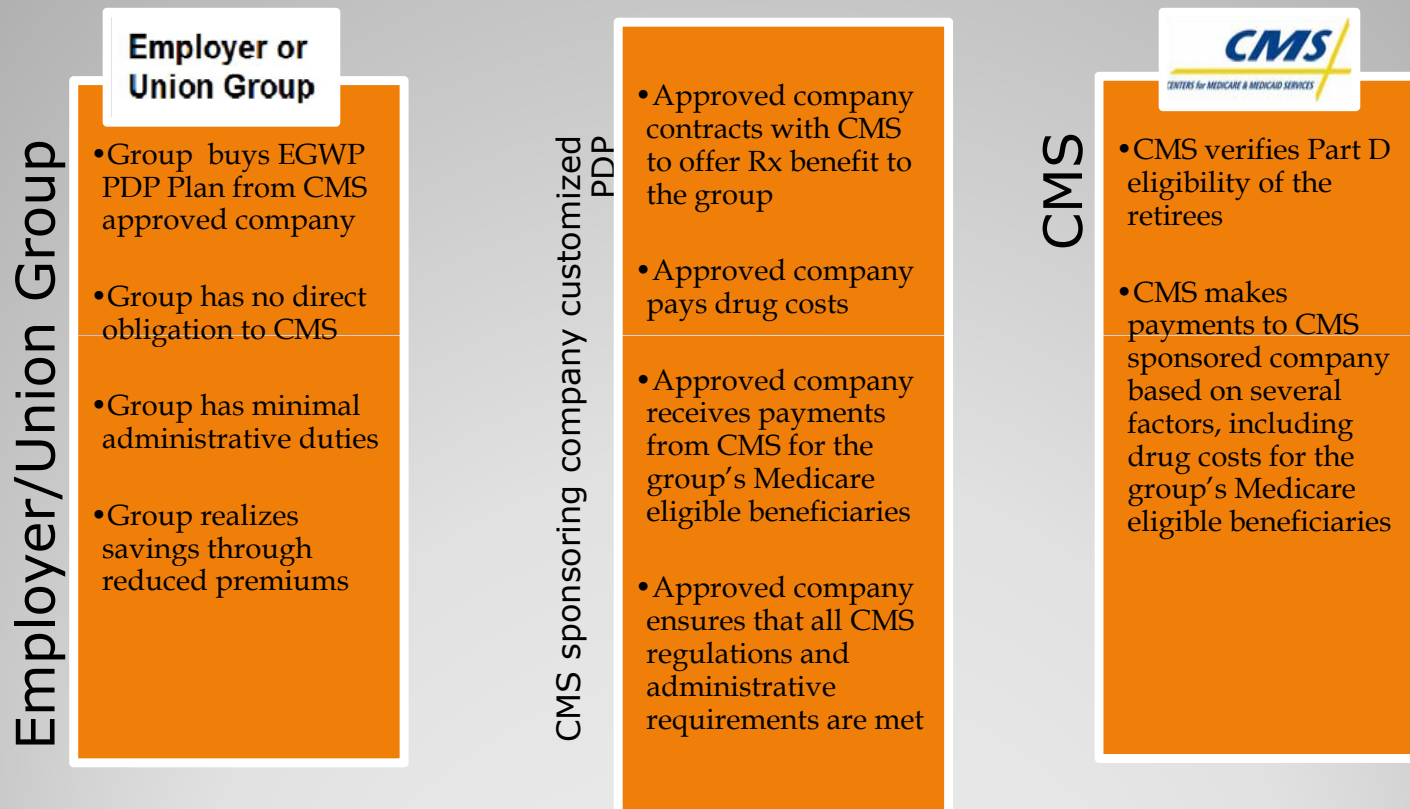 Employer/Union Group
Employer or
Union Group
•Group  buys EGWP
PDP Plan from CMS
approved company
•Group has no direct
obligation to CMS
•Group has minimal
administrative duties
•Group realizes
savings through
reduced premiums
CMS sponsoring company customized
PDP
•Approved company
contracts with CMS
to offer Rx benefit to
the group
•Approved company
pays drug costs
•Approved company
receives payments
from CMS for the
group’s Medicare
eligible beneficiaries
•Approved company
ensures that all CMS
regulations and
administrative
requirements are met
CMS
CMS
CENTERS for MEDICARE & MEDICAID SERVICES
•CMS verifies Part D
eligibility of the
retirees
•CMS makes
payments to CMS
sponsored company
based on several
factors, including
drug costs for the
group’s Medicare
eligible beneficiaries